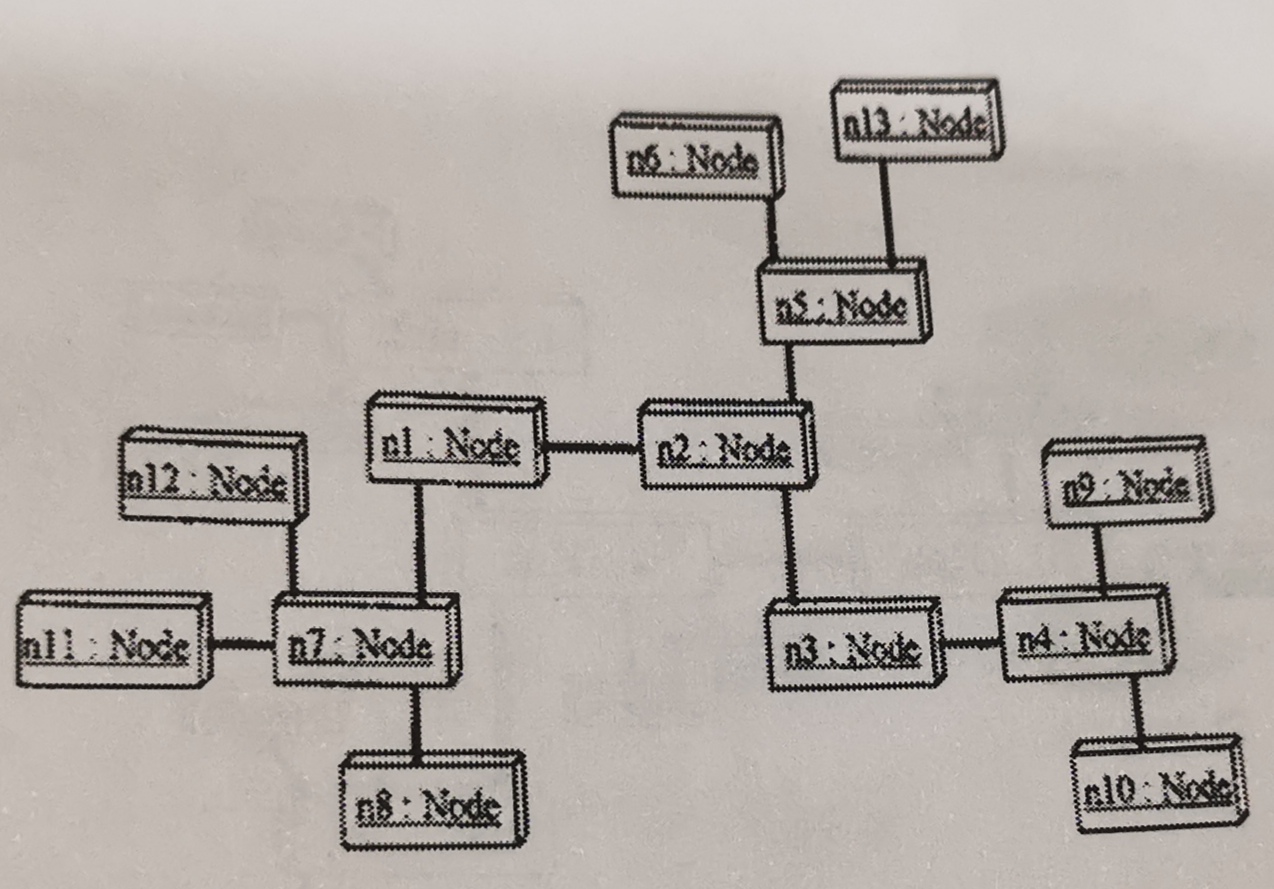 n13 : Node
n6 : Node
n5 : Node
n1 : Node
n2 : Node
n12 : Node
n9 : Node
n11 : Node
n7 : Node
n3 : Node
n4 : Node
n8 : Node
n10 : Node